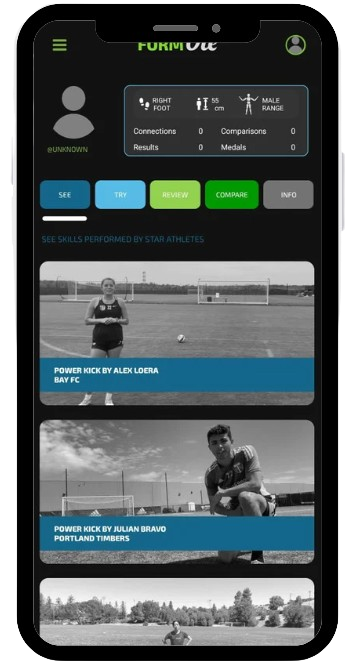 RIGHT FOOT
55 cm
MALE RANGE
Connections 0 Comparisons 0
Results 0 Medals 0
@UNKNOWN
SEE TRY REVIEW COMPARE INFO
SEE SKILLS PERFORMED BY STAR ATHLETES
POWER KICK BY ALEX LOERA
BAY FC
POWER KICK BY JULIAN BRAVO
PORTLAND TIMBERS